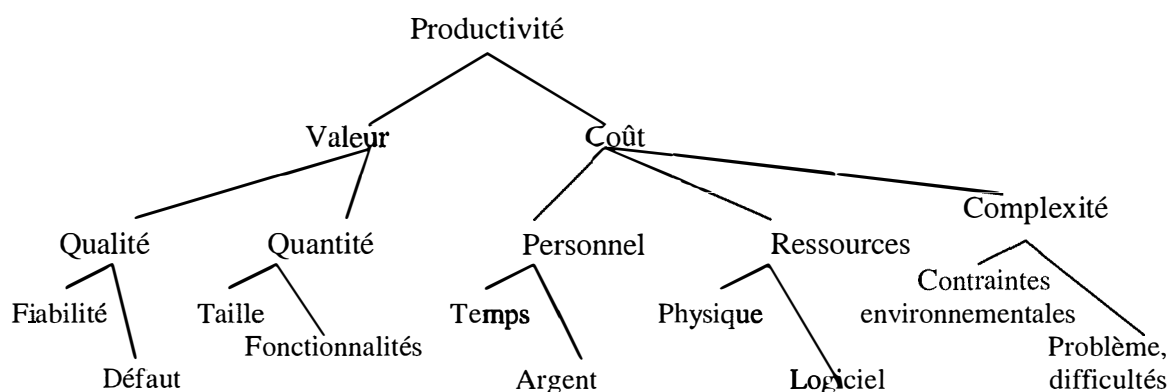 Productivité
Valeur
Coût
Complexité
Qualité
Quantité
Personnel
Ressources
Contraintes
environnementales
Fiabilité
Taille
Temps
Physique
Fonctionnalités
Problème,
difficultés
Défaut
Argent
Logiciel